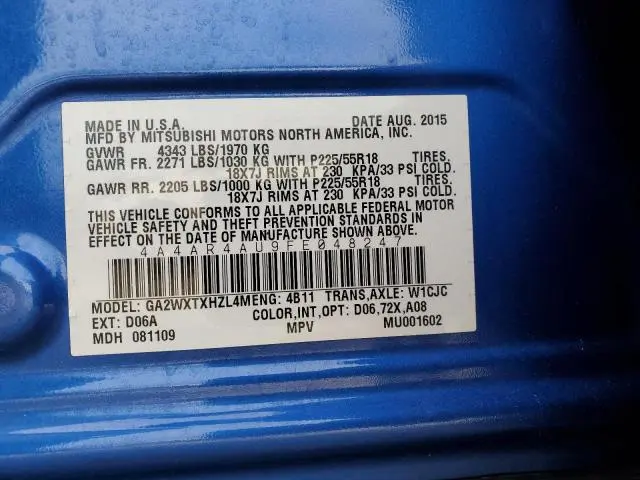 MADE IN U.S.A. DATE AUG. 2015
MFD BY MITSUBISHI MOTORS NORTH AMERICA, INC.
GVWR 4343 LBS/1970 KG
GAWR FR. 2271 LBS/1030 KG WITH P225/55R18 TIRES,
18X7J RIMS AT 230 KPA/33 PSI COLD.
GAWR RR. 2205 LBS/1000 KG WITH P225/55R18 TIRES,
18X7J RIMS AT 230 KPA/33 PSI COLD.
THIS VEHICLE CONFORMS TO ALL APPLICABLE FEDERAL MOTOR
VEHICLE SAFETY AND THEFT PREVENTION STANDARDS IN
EFFECT ON THE DATE OF MANUFACTURE SHOWN ABOVE.
4A4AR4AU9FE048247
MODEL: GA2WXTXHZL4MENG: 4B11 TRANS,AXLE: W1CJC
EXT: D06A COLOR,INT,OPT: D06,72X,A08
MDH 081109 MPV MU001602